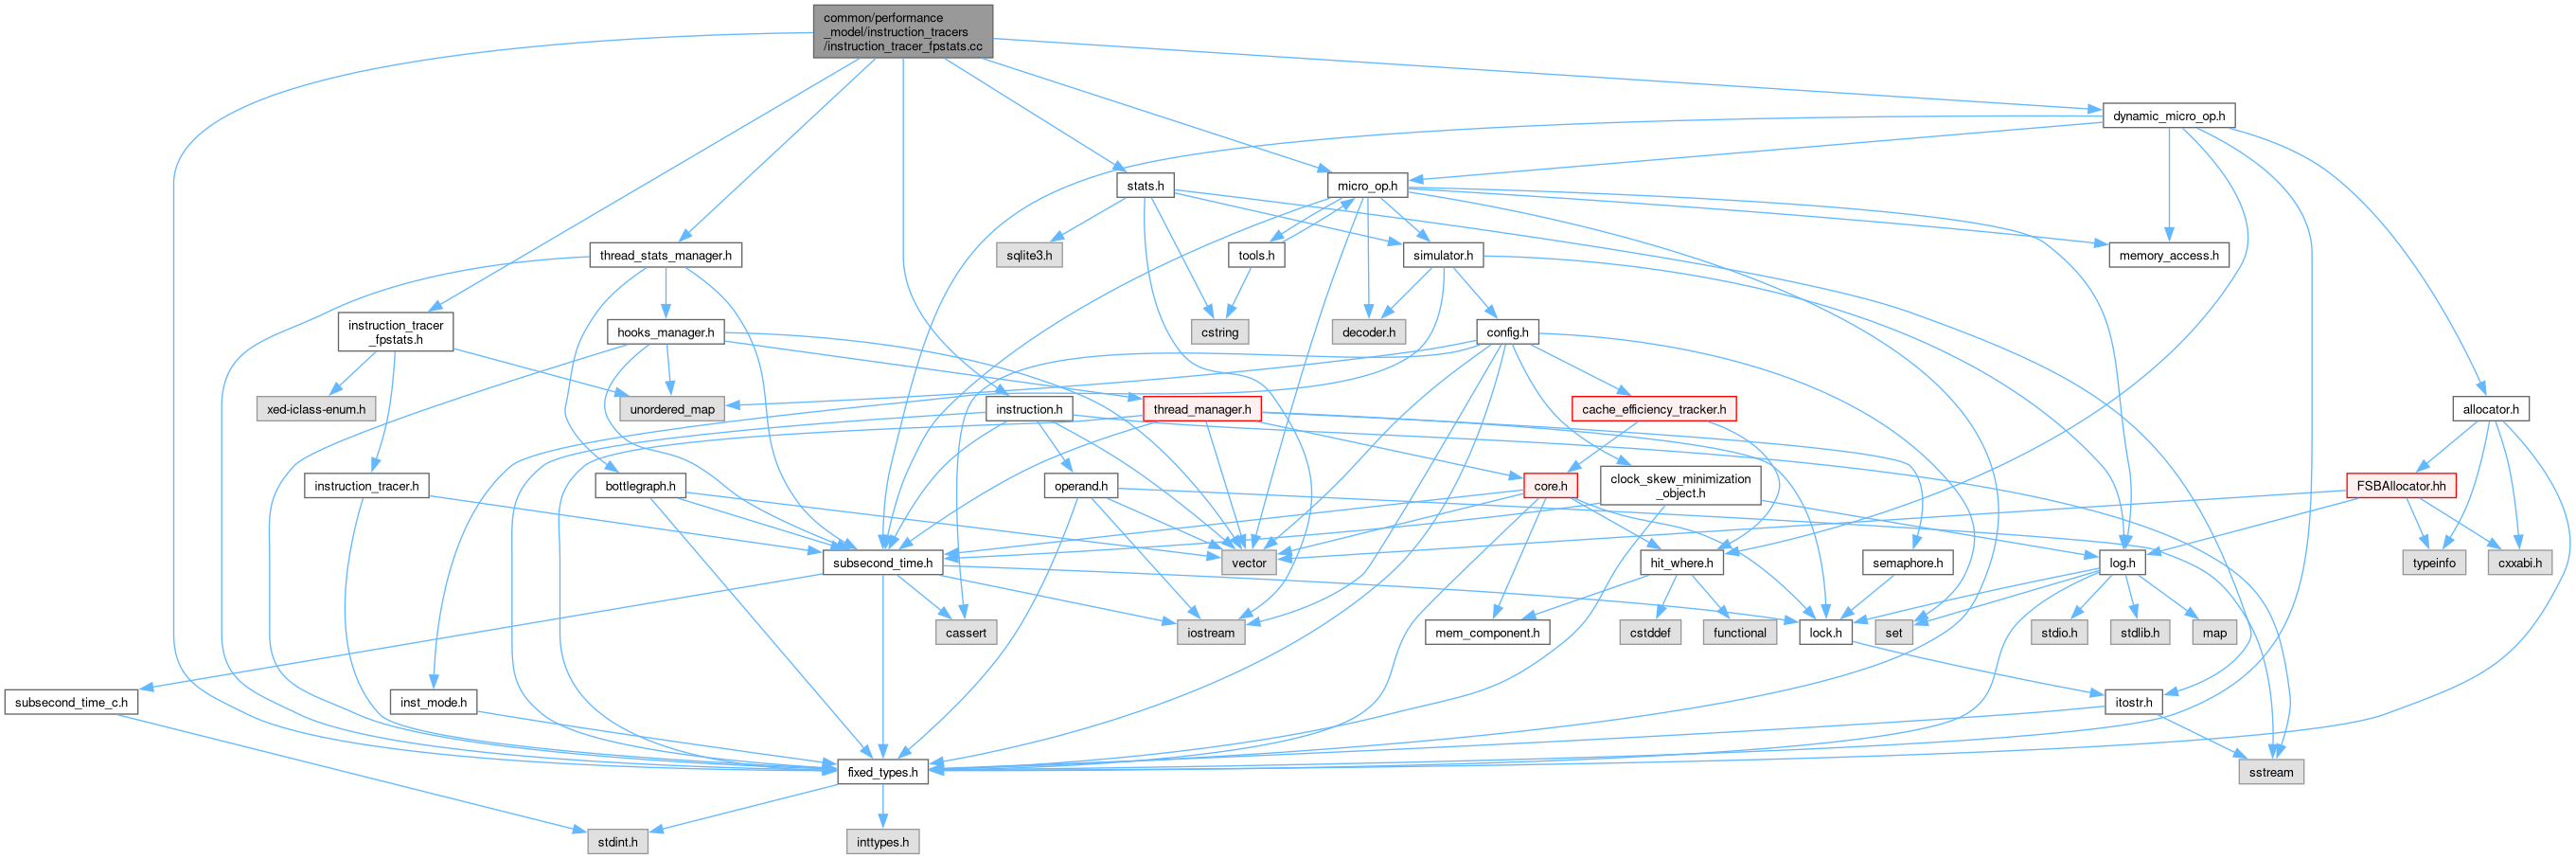 common/performance
_model/instruction_tracers
/instruction_tracer_fpstats.cc
dynamic_micro_op.h
stats.h
micro_op.h
thread_stats_manager.h
sqlite3.h
tools.h
simulator.h
memory_access.h
instruction_tracer
_fpstats.h
hooks_manager.h
cstring
decoder.h
config.h
xed-iclass-enum.h
unordered_map
instruction.h
thread_manager.h
cache_efficiency_tracker.h
allocator.h
instruction_tracer.h
bottlegraph.h
operand.h
core.h
clock_skew_minimization
_object.h
FSBAllocator.hh
subsecond_time.h
vector
hit_where.h
semaphore.h
log.h
typeinfo
cxxabi.h
cassert
iostream
mem_component.h
cstddef
functional
lock.h
set
stdio.h
stdlib.h
map
subsecond_time_c.h
inst_mode.h
itostr.h
fixed_types.h
sstream
stdint.h
inttypes.h